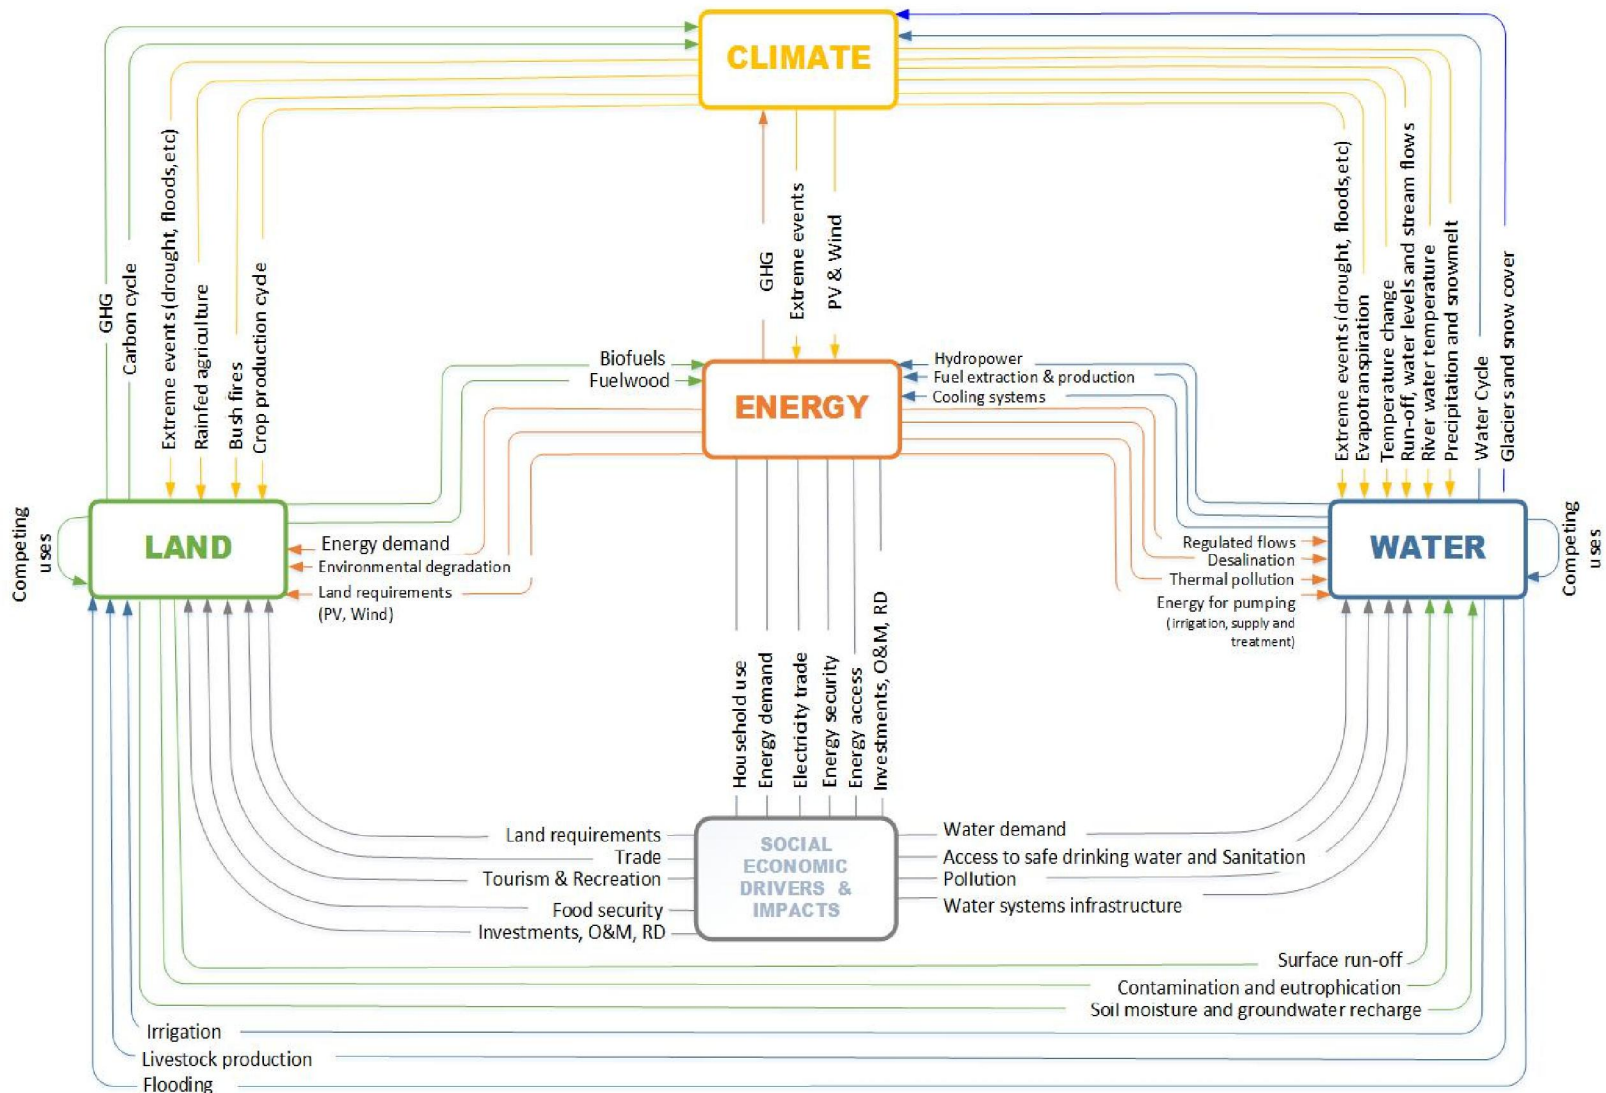 CLIMATE
GHG
Carbon cycle
Extreme events(drought, floods,etc)
Rainfed agriculture
Bush fires
Crop production cycle
GHG
Extreme events
PV & Wind
Extreme events(drought, floods,etc)
Evapotranspiration
Temperature change
Run-off, water levels and stream flows
River water temperature
Precipitation and snowmelt
Water Cycle
Glaciers and snow cover
Biofuels
Fuelwood
ENERGY
Hydropower
Fuel extraction & production
Cooling systems
Competing
uses
LAND
Energy demand
Environmental degradation
Land requirements
(PV, Wind)
Regulated flows
Desalination
Thermal pollution
Energy for pumping
(irrigation, supply and
treatment)
WATER
Competing
uses
Household use
Energy demand
Electricity trade
Energy security
Energy access
Investments, O&M, RD
Land requirements
Trade
Tourism & Recreation
Food security
Investments, O&M, RD
SOCIAL
ECONOMIC
DRIVERS &
IMPACTS
Water demand
Access to safe drinking water and Sanitation
Pollution
Water systems infrastructure
Surface run-off
Contamination and eutrophication
Soil moisture and groundwater recharge
Irrigation
Livestock production
Flooding